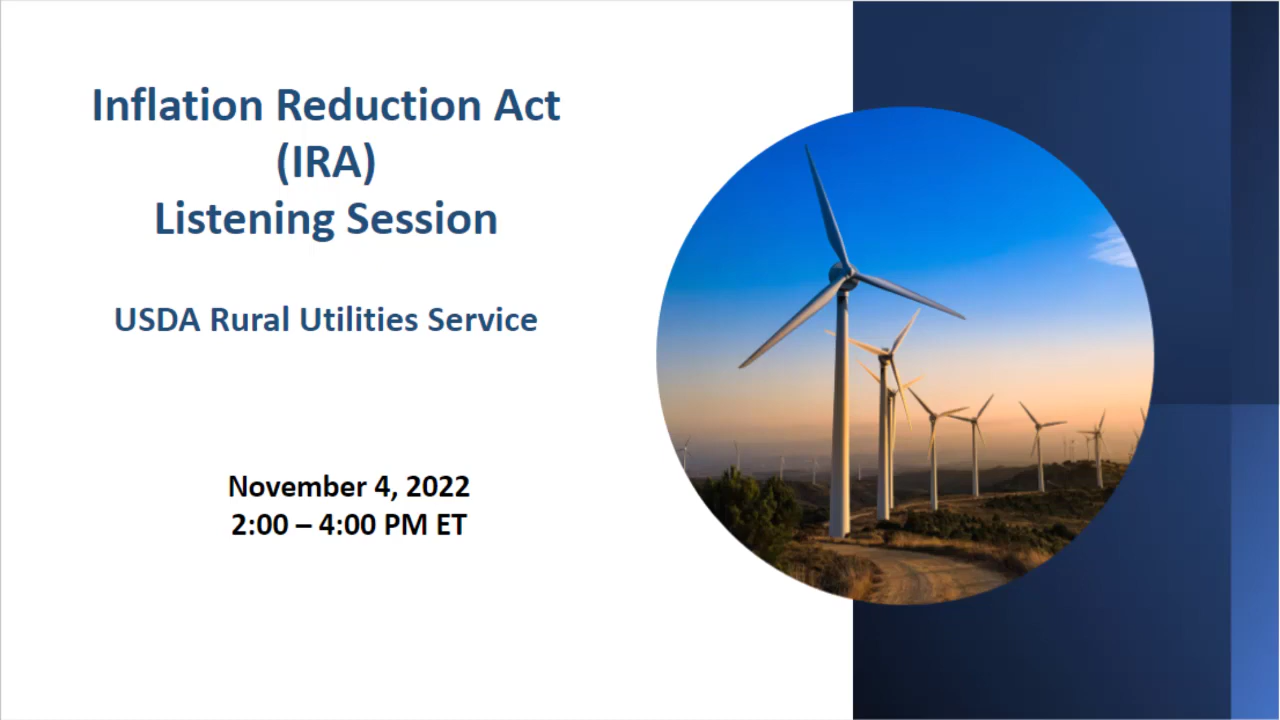 Inflation Reduction Act
(IRA)
Listening Session
USDA Rural Utilities Service
November 4, 2022
2:00 – 4:00 PM ET